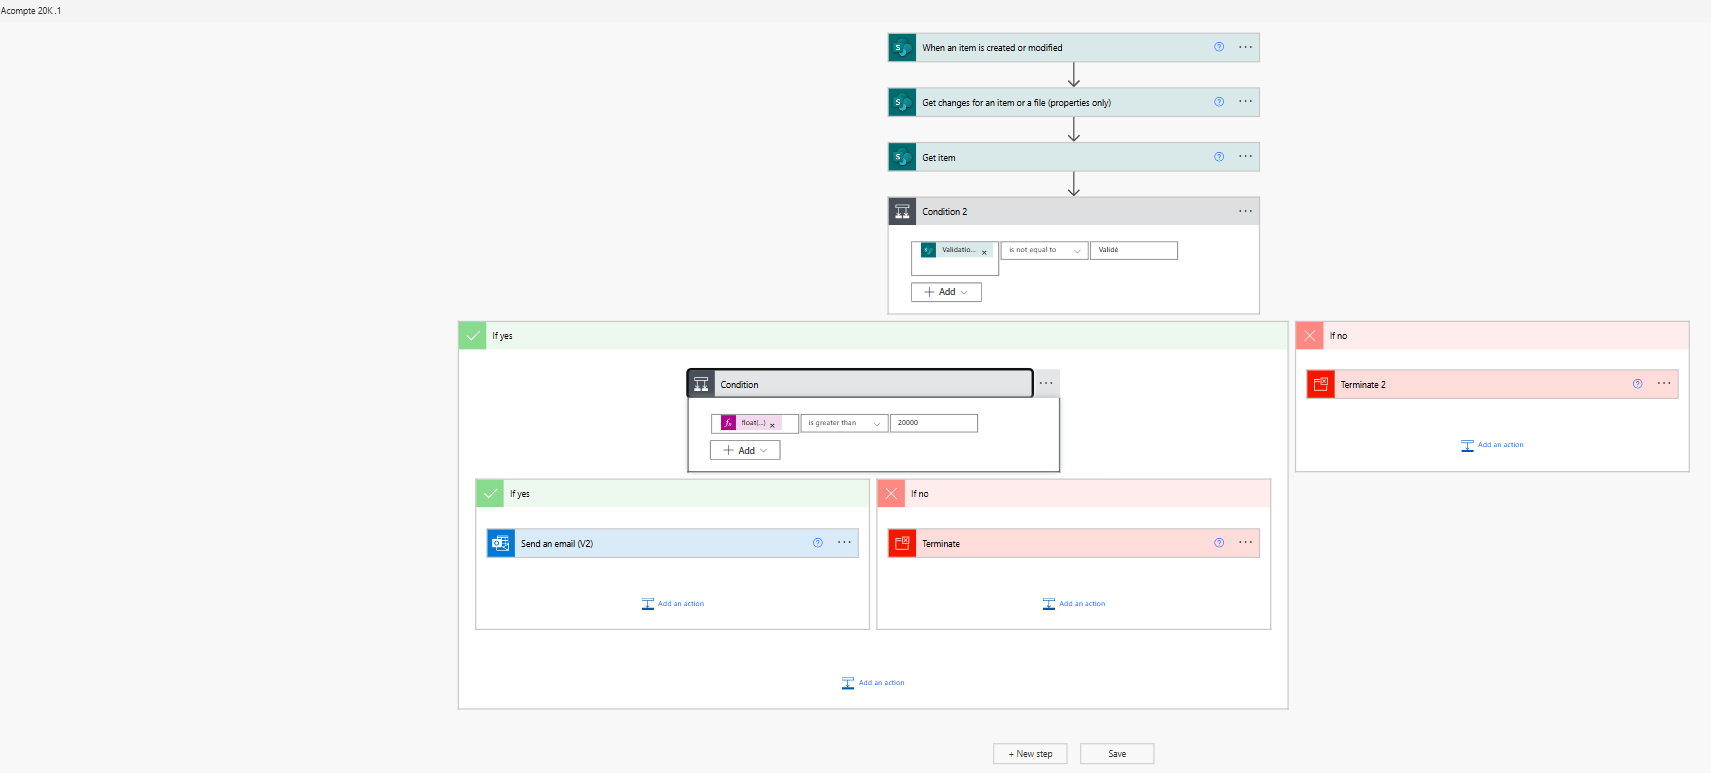 Acompte 20K .1
When an item is created or modified
Get changes for an item or a file (properties only)
Get item
Condition 2
Validatio... x is not equal to Validé
+ Add
If yes
If no
Condition
Terminate 2
fx float(...) x is greater than 20000
+ Add
Add an action
If yes
If no
Send an email (V2)
Terminate
Add an action
Add an action
Add an action
+ New step
Save